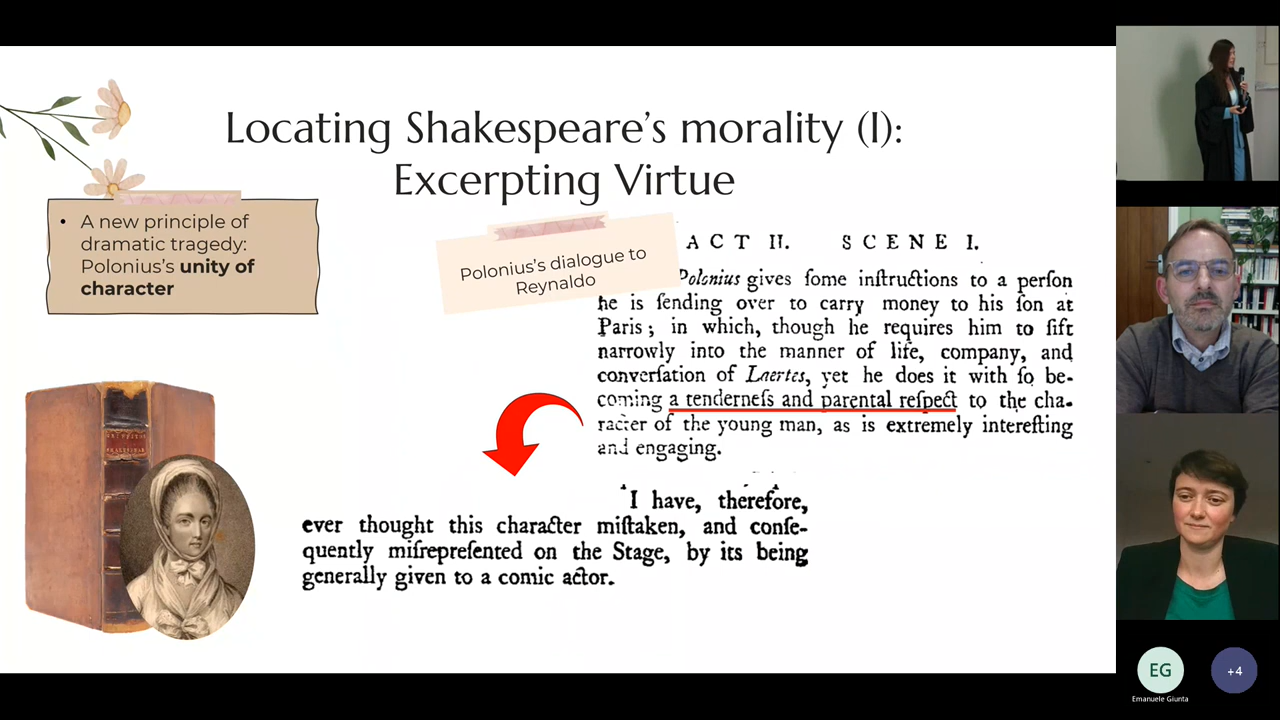 Locating Shakespeare's morality (I):
Excerpting Virtue
• A new principle of
dramatic tragedy:
Polonius's unity of
character
Polonius's dialogue to
Reynaldo
ACT II. SCENE I.
Polonius gives ſome inſtructions to a perſon
he is ſending over to carry money to his ſon at
Paris; in which, though he requires him to ſift
narrowly into the manner of life, company, and
converſation of Laertes, yet he does it with ſo be-
coming a tenderneſs and parental reſpect to the cha-
racter of the young man, as is extremely intereſting
and engaging.
I have, therefore,
ever thought this character miſtaken, and conſe-
quently miſrepreſented on the Stage, by its being
generally given to a comic actor.
EG
Emanuele Giunta
+4